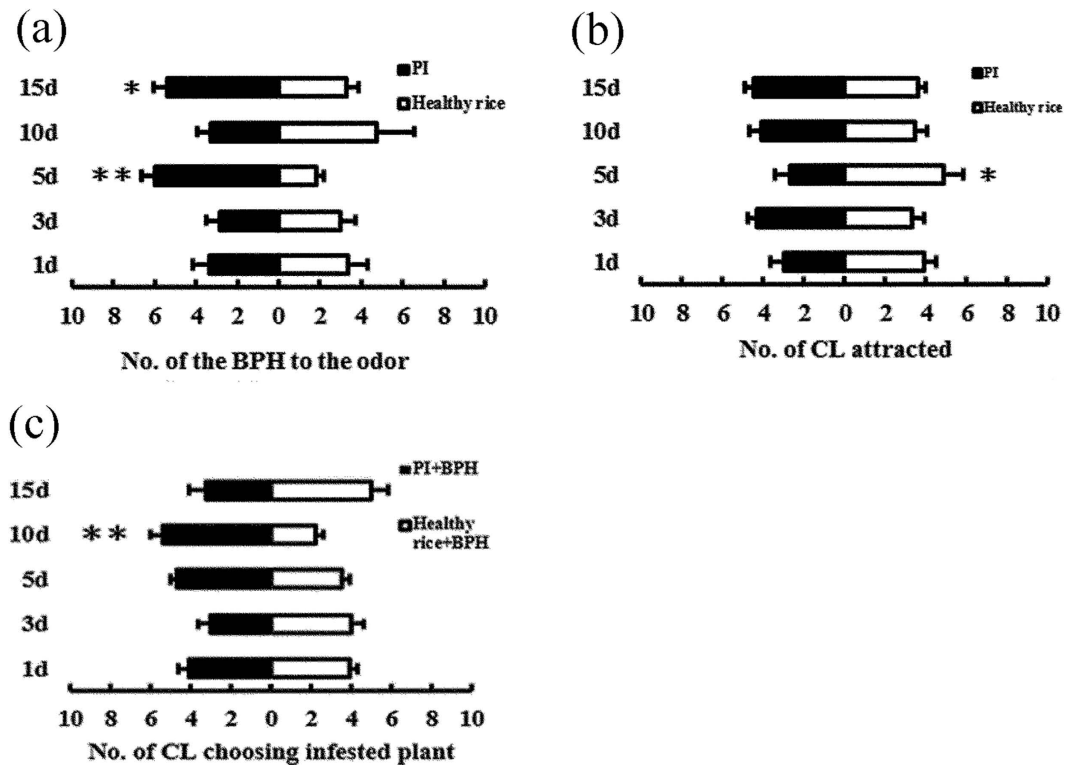 (a)
PI
Healthy rice
15d *
10d
5d **
3d
1d
10 8 6 4 2 0 2 4 6 8 10
No. of the BPH to the odor
(b)
PI
Healthy rice
15d
10d
5d *
3d
1d
10 8 6 4 2 0 2 4 6 8 10
No. of CL attracted
(c)
PI+BPH
Healthy
rice+BPH
15d
10d **
5d
3d
1d
10 8 6 4 2 0 2 4 6 8 10
No. of CL choosing infested plant